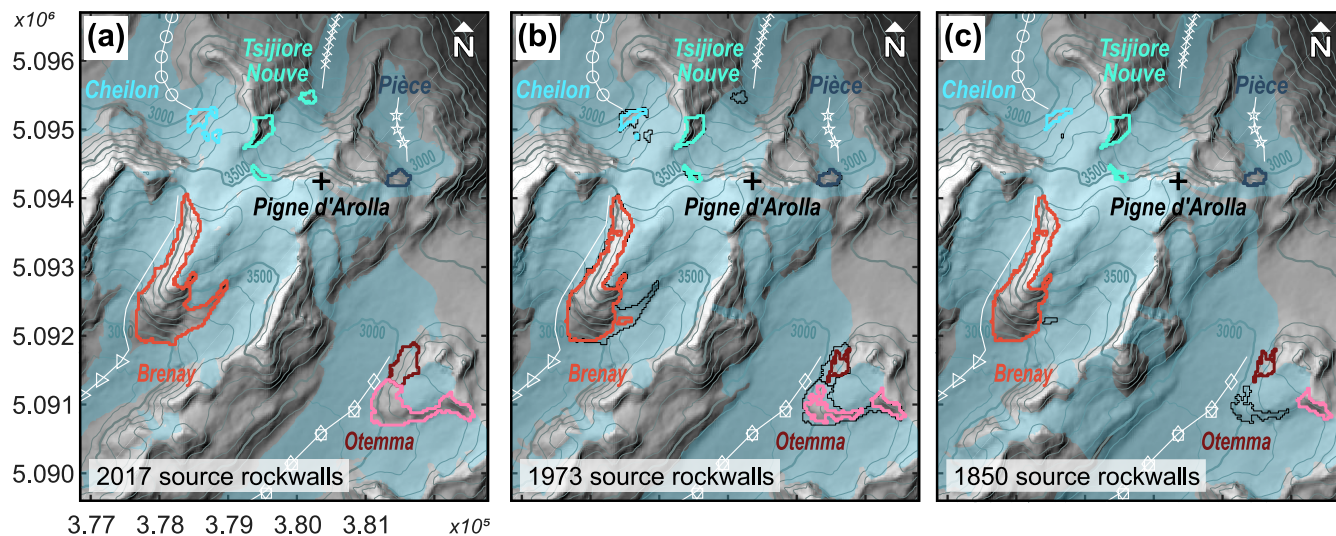 x10⁶
5.096
5.095
5.094
5.093
5.092
5.091
5.090
(a)
N
Tsijiore
Nouve
Cheilon
Pièce
3000
3000
3500
Pigne d'Arolla
3500
3000
Brenay
Otemma
2017 source rockwalls
3.77 3.78 3.79 3.80 3.81 x10⁵
(b)
N
Tsijiore
Nouve
Cheilon
Pièce
3000
3000
3500
Pigne d'Arolla
3500
3000
Brenay
Otemma
1973 source rockwalls
(c)
N
Tsijiore
Nouve
Cheilon
Pièce
3000
3000
3500
Pigne d'Arolla
3500
3000
Brenay
Otemma
1850 source rockwalls